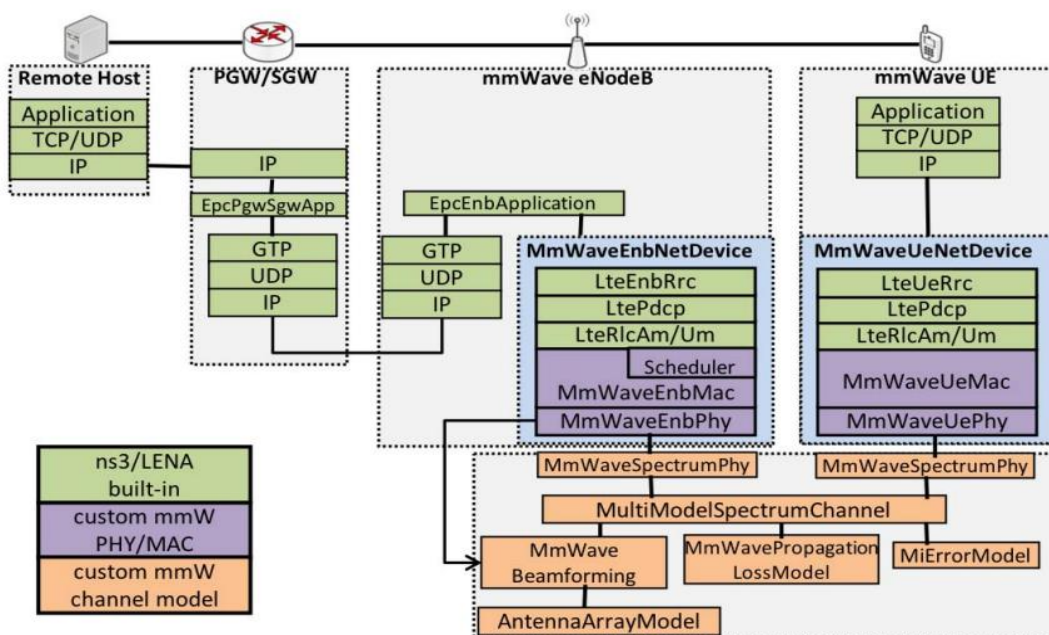 Remote Host
Application
TCP/UDP
IP
PGW/SGW
IP
EpcPgwSgwApp
GTP
UDP
IP
mmWave eNodeB
EpcEnbApplication
GTP
UDP
IP
MmWaveEnbNetDevice
LteEnbRrc
LtePdcp
LteRlcAm/Um
Scheduler
MmWaveEnbMac
MmWaveEnbPhy
mmWave UE
Application
TCP/UDP
IP
MmWaveUeNetDevice
LteUeRrc
LtePdcp
LteRlcAm/Um
MmWaveUeMac
MmWaveUePhy
MmWaveSpectrumPhy
MmWaveSpectrumPhy
MultiModelSpectrumChannel
MmWave
Beamforming
MmWavePropagation
LossModel
MiErrorModel
AntennaArrayModel
ns3/LENA
built-in
custom mmW
PHY/MAC
custom mmW
channel model